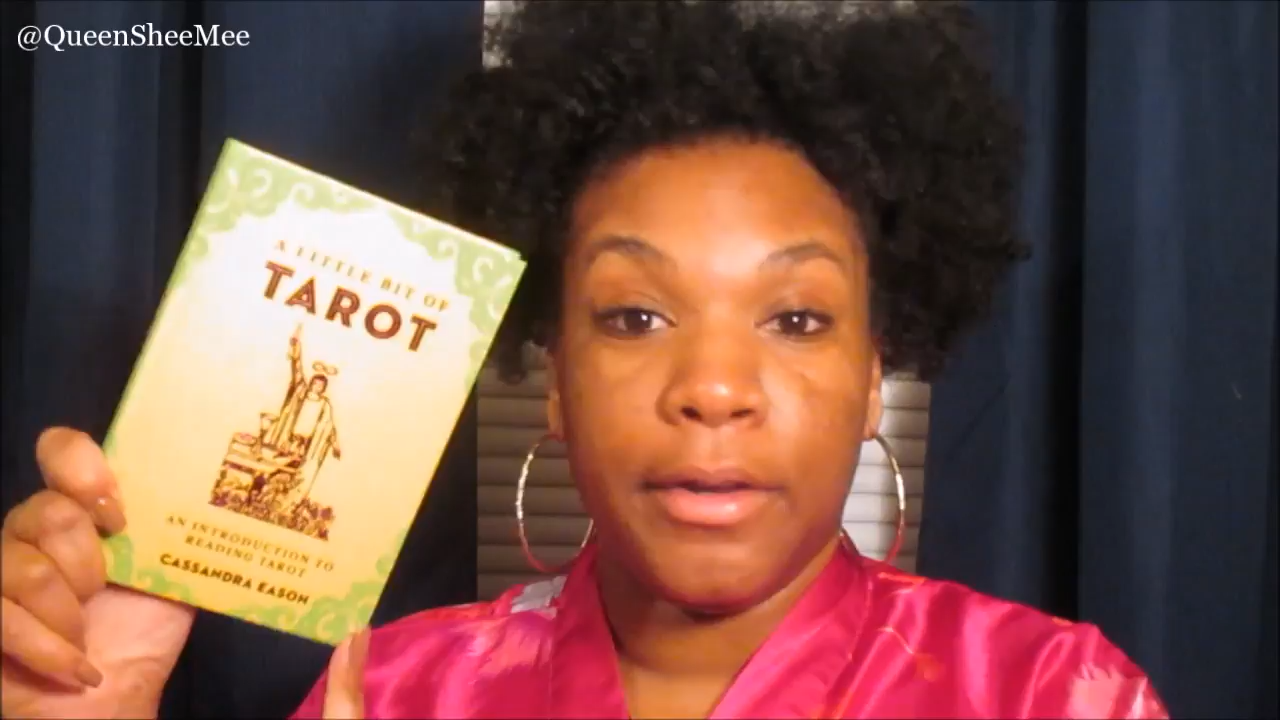 @QueenSheeMee
A LITTLE BIT OF
TAROT
AN INTRODUCTION TO
READING TAROT
CASSANDRA EASON